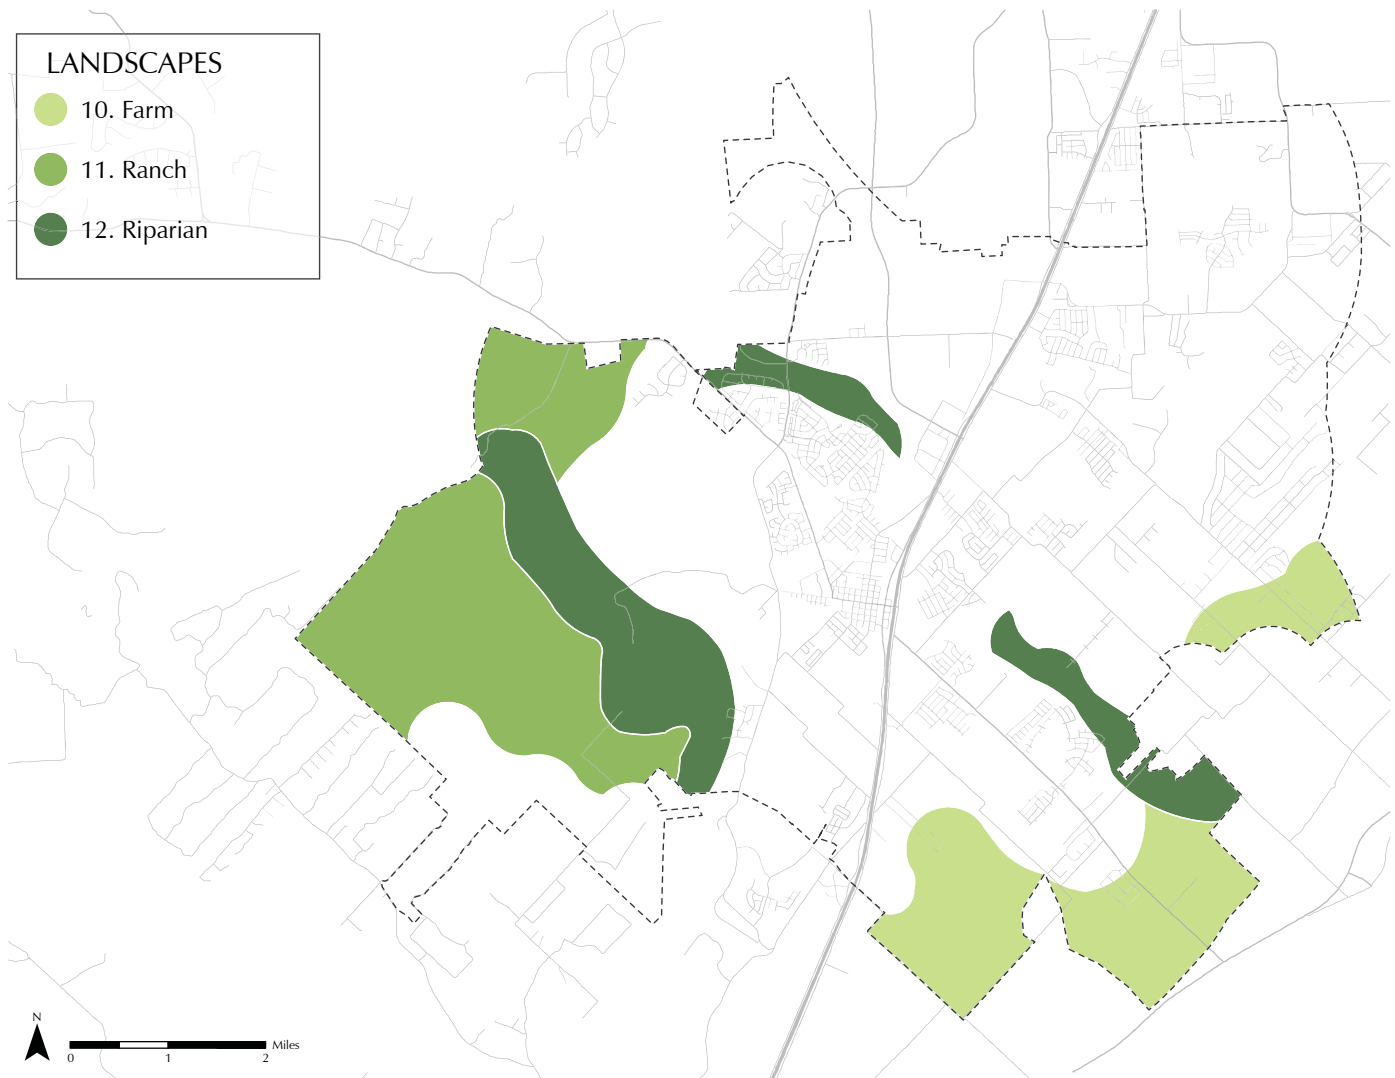 LANDSCAPES
10. Farm
11. Ranch
12. Riparian
N
Miles
0 1 2